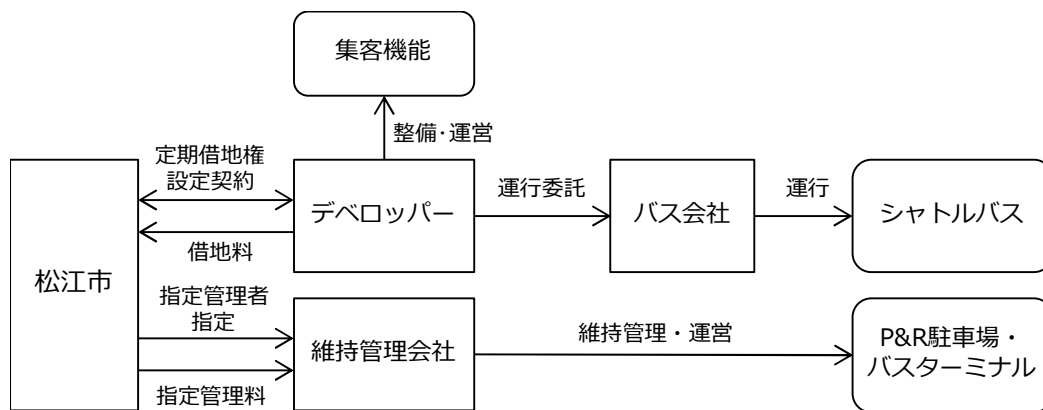 集客機能
整備･運営
定期借地権
設定契約
デベロッパー
運行委託
バス会社
運行
シャトルバス
借地料
松江市
指定管理者
指定
維持管理会社
維持管理・運営
P&R駐車場・
バスターミナル
指定管理料